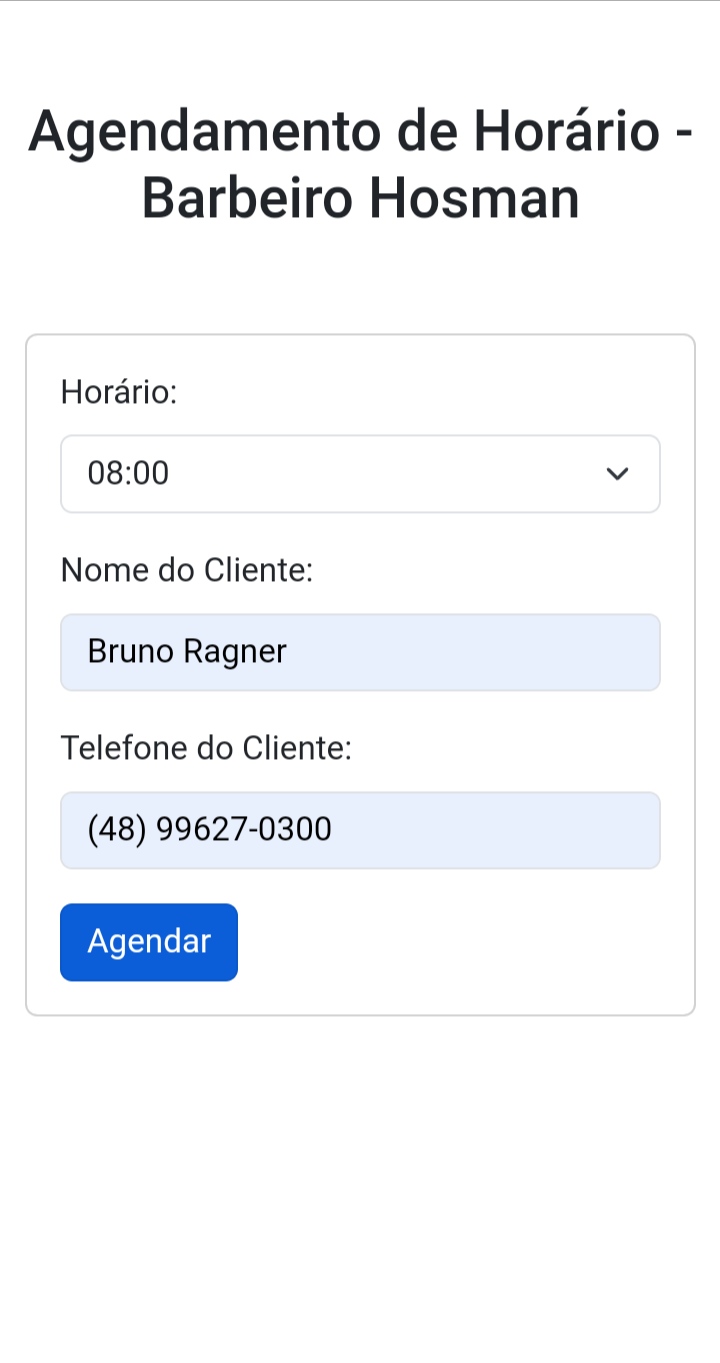 Agendamento de Horário -
Barbeiro Hosman
Horário:
08:00
Nome do Cliente:
Bruno Ragner
Telefone do Cliente:
(48) 99627-0300
Agendar